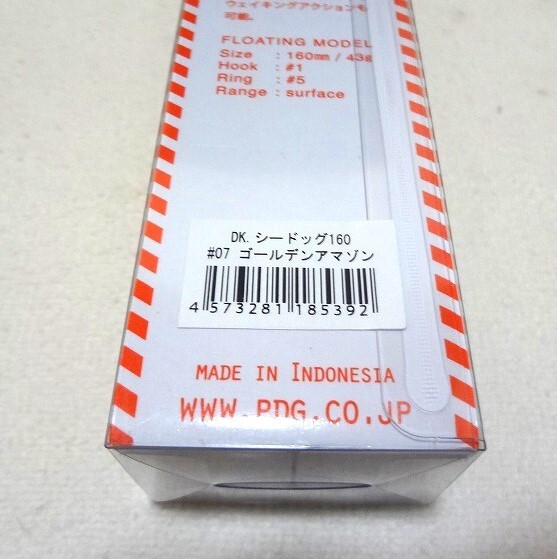 ウェイキングアクションも
可能。
FLOATING MODEL
Size : 160mm / 43g
Hook : #1
Ring : #5
Range : surface
DK.シードッグ160
#07 ゴールデンアマゾン
4 573281 185392
MADE IN INDONESIA
WWW.PDG.CO.JP